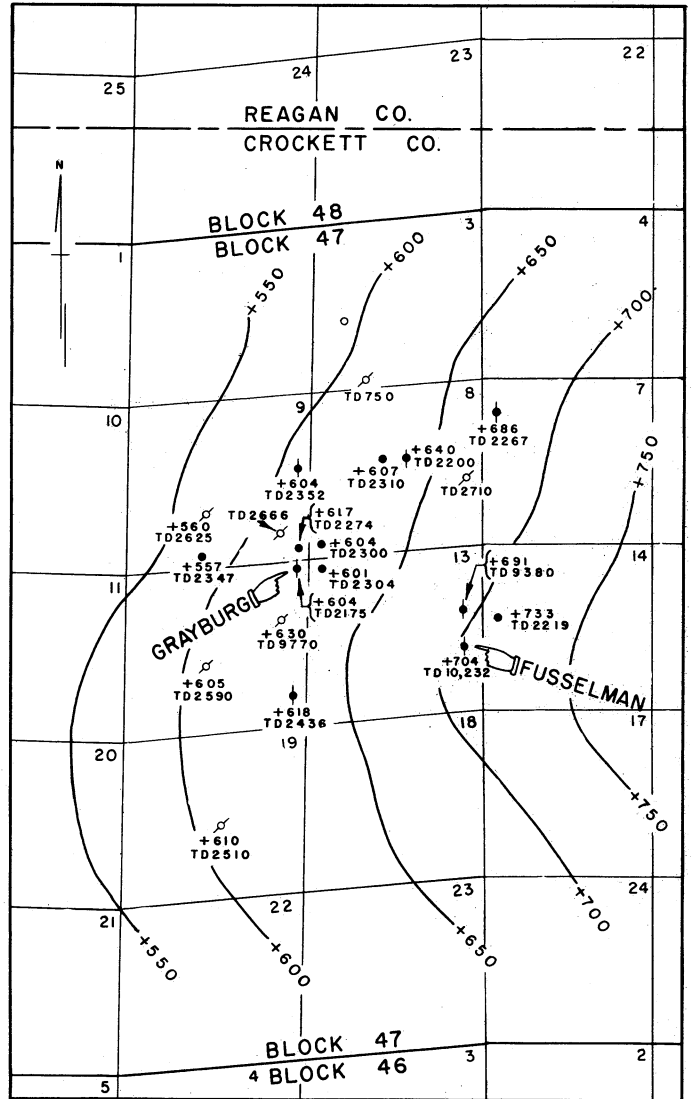 23
22
24
25
REAGAN CO.
CROCKETT CO.
N
BLOCK 48
BLOCK 47
3
4
1
+550
+600
+650
+700
7
8
TD750
9
10
+686
TD2267
+640
TD2200
+607
TD2310
+750
TD2710
+604
TD2352
TD2666
+617
TD2274
+560
TD2625
+604
TD2300
13
14
+557
TD2347
11
+691
TD9380
+601
TD2304
+604
TD2175
GRAYBURG
+733
TD2219
+630
TD9770
+704
TD10,232
FUSSELMAN
+605
TD2590
+618
TD2436
18
17
19
20
+750
+610
TD2510
23
24
22
21
+700
+650
+550
+600
BLOCK 47
4 BLOCK 46
3
2
5